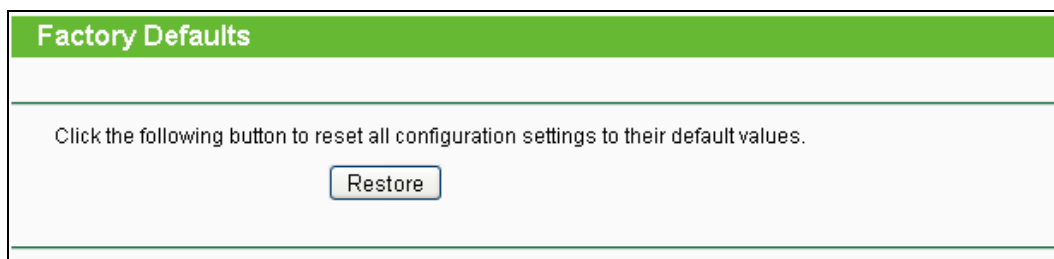 Factory Defaults
Click the following button to reset all configuration settings to their default values.
Restore